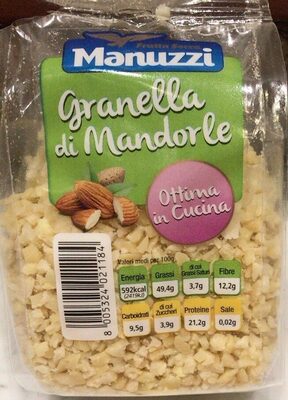 Frutta Secca
Manuzzi
Granella
di Mandorle
Ottima
in Cucina
Valori medi per 100g
Energia
592kcal
(2419kJ)
Grassi
49,4g
di cui
Grassi Saturi
3,7g
Fibre
12,2g
Carboidrati
9,5g
di cui
Zuccheri
3,9g
Proteine
21,2g
Sale
0,02g
8 005324 021184